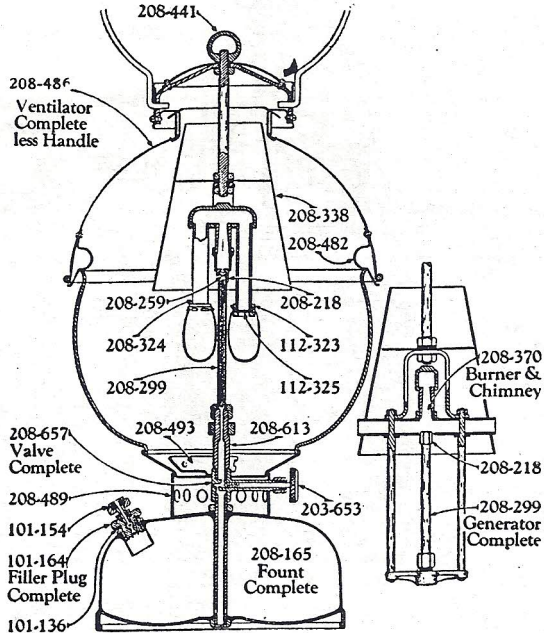 208-441
208-486
Ventilator
Complete
less Handle
208-338
208-482
208-259
208-218
208-324
112-323
208-299
112-325
208-370
Burner &
Chimney
208-657
Valve
Complete
208-493
208-613
208-218
208-489
203-653
208-299
Generator
Complete
101-154
101-164
Filler Plug
Complete
208-165
Fount
Complete
101-136